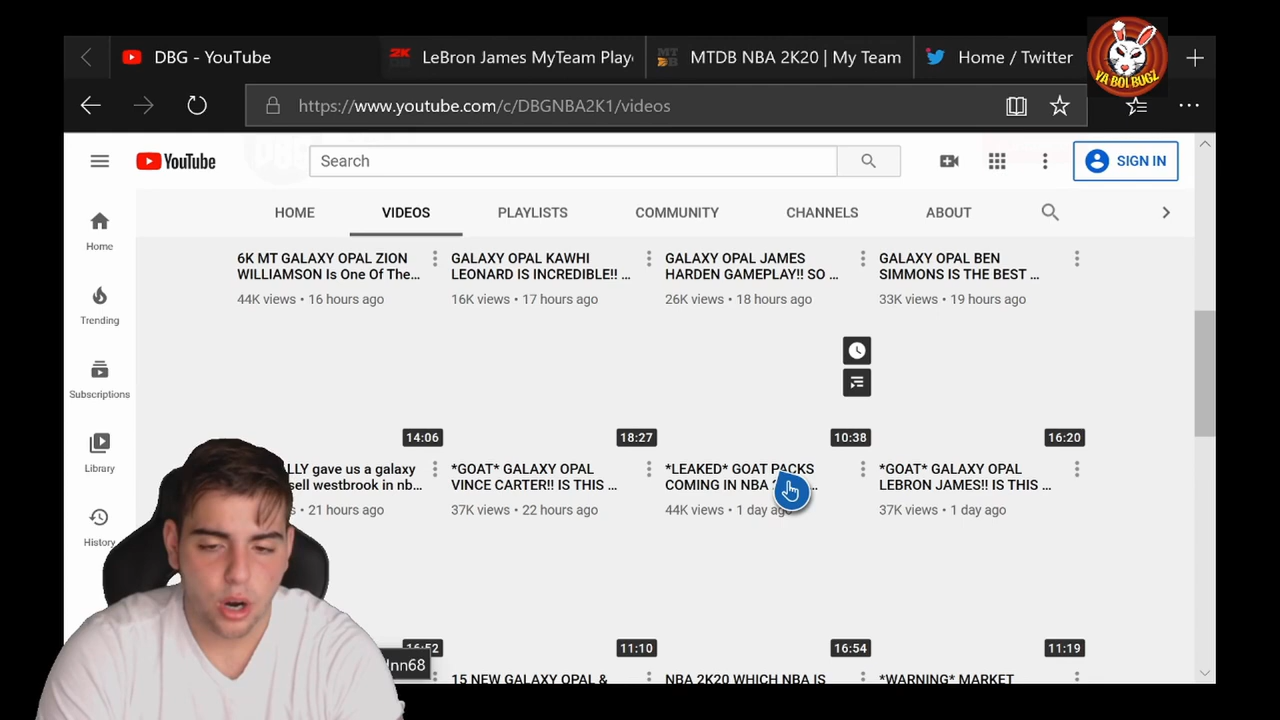 DBG - YouTube
2K
LeBron James MyTeam Playe
MTDB NBA 2K20 | My Team
Home / Twitter
YA BOI BUGZ
https://www.youtube.com/c/DBGNBA2K1/videos
YouTube
Search
SIGN IN
HOME
VIDEOS
PLAYLISTS
COMMUNITY
CHANNELS
ABOUT
Home
Trending
Subscriptions
Library
History
6K MT GALAXY OPAL ZION
WILLIAMSON Is One Of The...
44K views • 16 hours ago
GALAXY OPAL KAWHI
LEONARD IS INCREDIBLE!! ...
16K views • 17 hours ago
GALAXY OPAL JAMES
HARDEN GAMEPLAY!! SO ...
26K views • 18 hours ago
GALAXY OPAL BEN
SIMMONS IS THE BEST ...
33K views • 19 hours ago
14:06
LLY gave us a galaxy
sell westbrook in nb...
views • 21 hours ago
18:27
*GOAT* GALAXY OPAL
VINCE CARTER!! IS THIS ...
37K views • 22 hours ago
10:38
*LEAKED* GOAT PACKS
COMING IN NBA
44K views • 1 day ago
16:20
*GOAT* GALAXY OPAL
LEBRON JAMES!! IS THIS ...
37K views • 1 day ago
16:52
nn68
11:10
15 NEW GALAXY OPAL &
16:54
NBA 2K20 WHICH NBA IS
11:19
*WARNING* MARKET